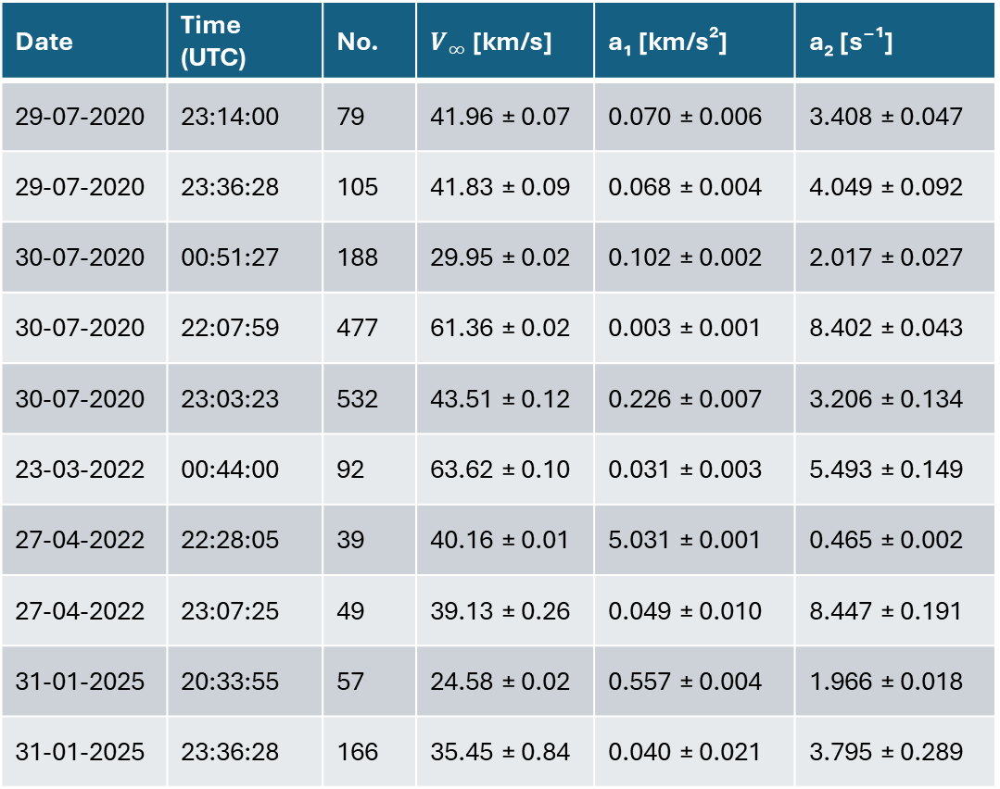 Date Time (UTC) No. V∞ [km/s] a₁ [km/s²] a₂ [s⁻¹]
29-07-2020 23:14:00 79 41.96 ± 0.07 0.070 ± 0.006 3.408 ± 0.047
29-07-2020 23:36:28 105 41.83 ± 0.09 0.068 ± 0.004 4.049 ± 0.092
30-07-2020 00:51:27 188 29.95 ± 0.02 0.102 ± 0.002 2.017 ± 0.027
30-07-2020 22:07:59 477 61.36 ± 0.02 0.003 ± 0.001 8.402 ± 0.043
30-07-2020 23:03:23 532 43.51 ± 0.12 0.226 ± 0.007 3.206 ± 0.134
23-03-2022 00:44:00 92 63.62 ± 0.10 0.031 ± 0.003 5.493 ± 0.149
27-04-2022 22:28:05 39 40.16 ± 0.01 5.031 ± 0.001 0.465 ± 0.002
27-04-2022 23:07:25 49 39.13 ± 0.26 0.049 ± 0.010 8.447 ± 0.191
31-01-2025 20:33:55 57 24.58 ± 0.02 0.557 ± 0.004 1.966 ± 0.018
31-01-2025 23:36:28 166 35.45 ± 0.84 0.040 ± 0.021 3.795 ± 0.289